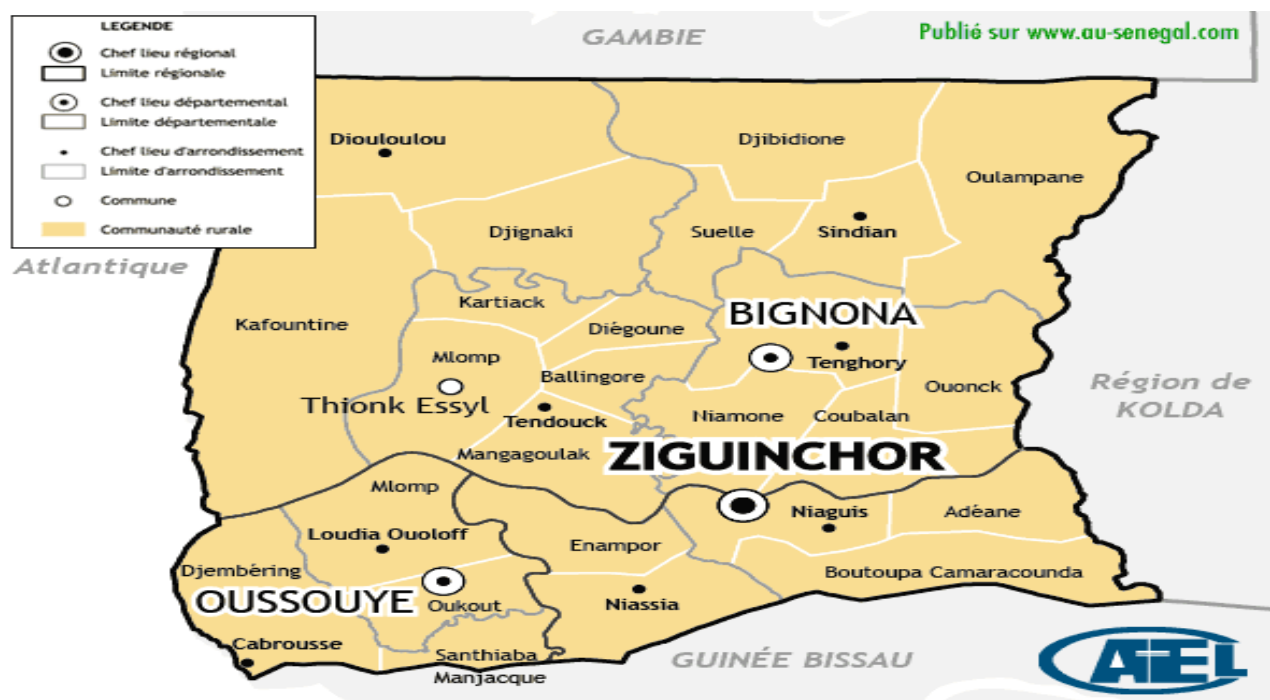 LEGENDE
Chef lieu régional
Limite régionale
Chef lieu départemental
Limite départementale
Chef lieu d'arrondissement
Limite d'arrondissement
Commune
Communauté rurale
GAMBIE
Publié sur www.au-senegal.com
Diouloulou
Djibidione
Oulampane
Djignaki
Suelle
Sindian
Atlantique
Kartiack
Kafountine
Diégoune
BIGNONA
Mlomp
Tenghory
Ballingore
Ouonck
Région de
KOLDA
Thionk Essyl
Tendouck
Niamone
Coubalan
Mangagoulak
ZIGUINCHOR
Mlomp
Niaguis
Adéane
Loudia Ouoloff
Enampor
Djembéring
Boutoupa Camaracounda
OUSSOUYE
Oukout
Niassia
Cabrousse
Santhiaba
Manjacque
GUINÉE BISSAU
ATEL